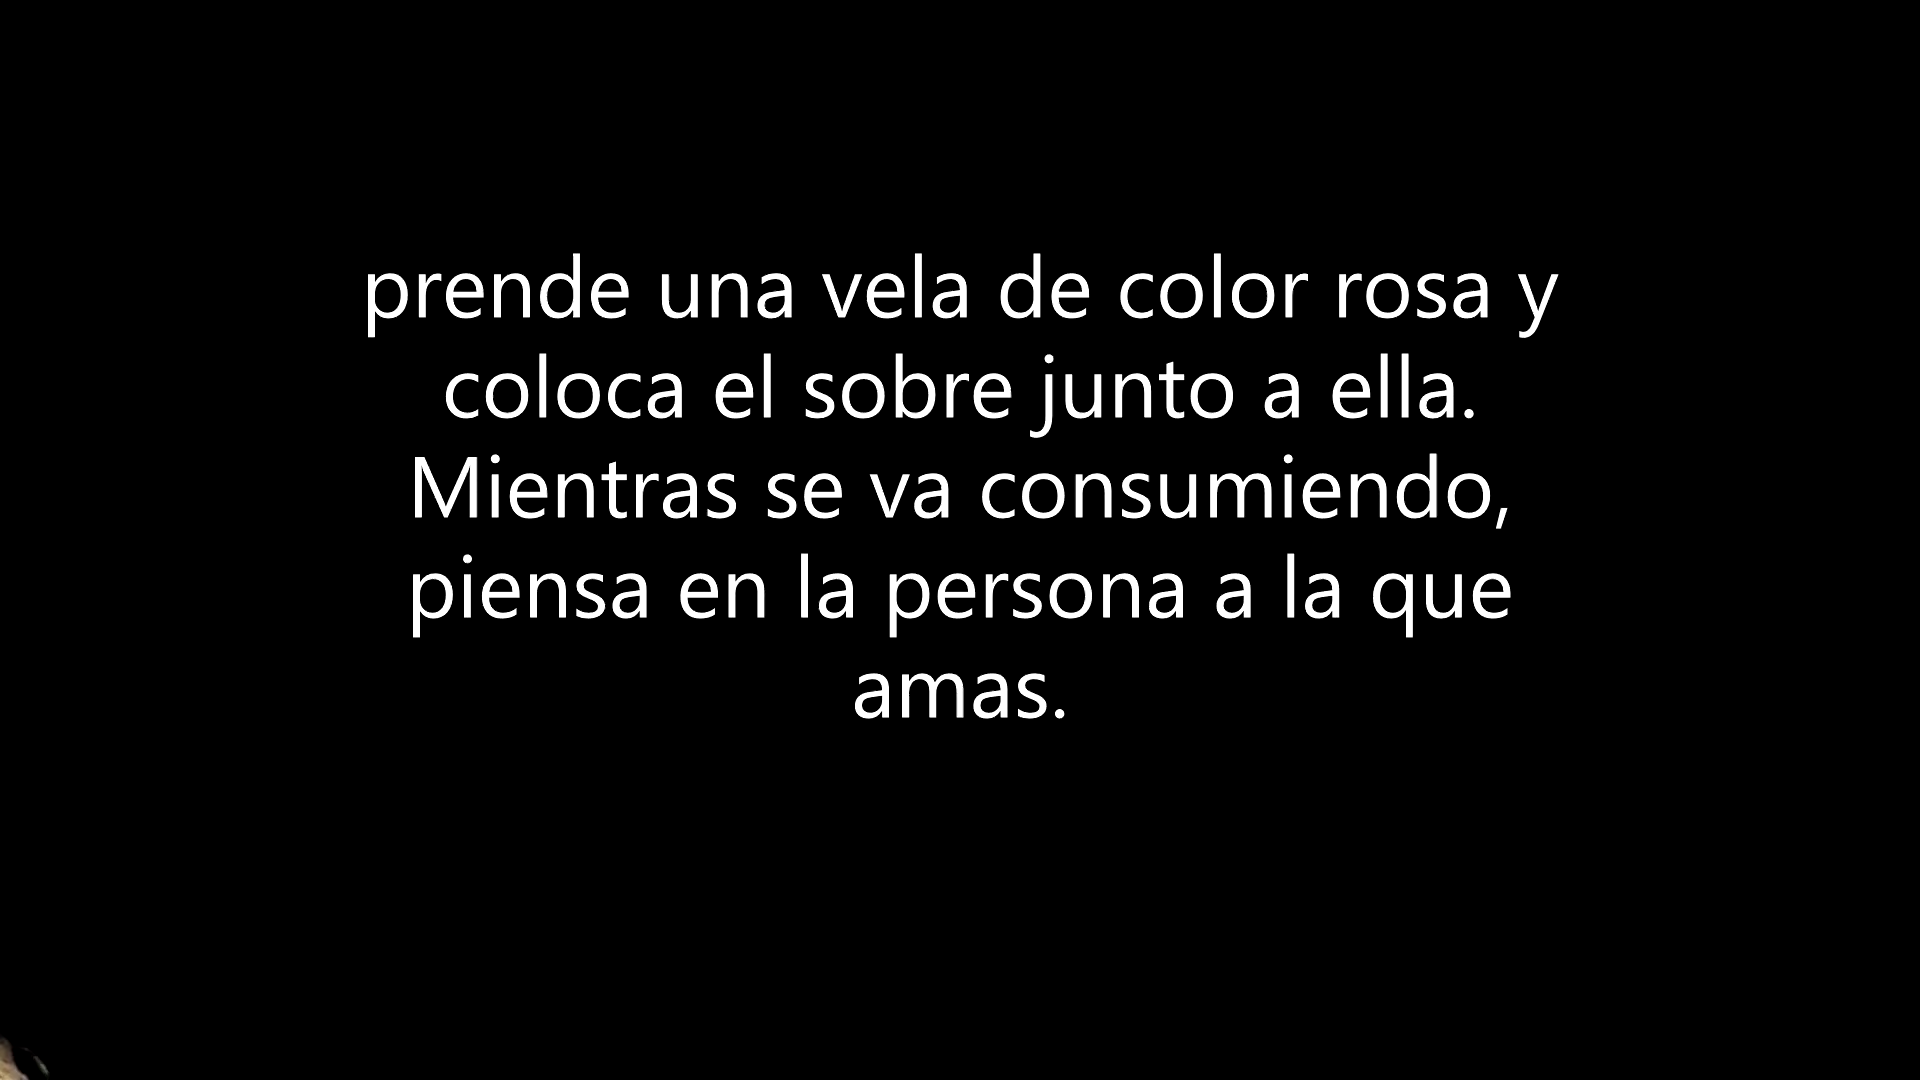 prende una vela de color rosa y
coloca el sobre junto a ella.
Mientras se va consumiendo,
piensa en la persona a la que
amas.